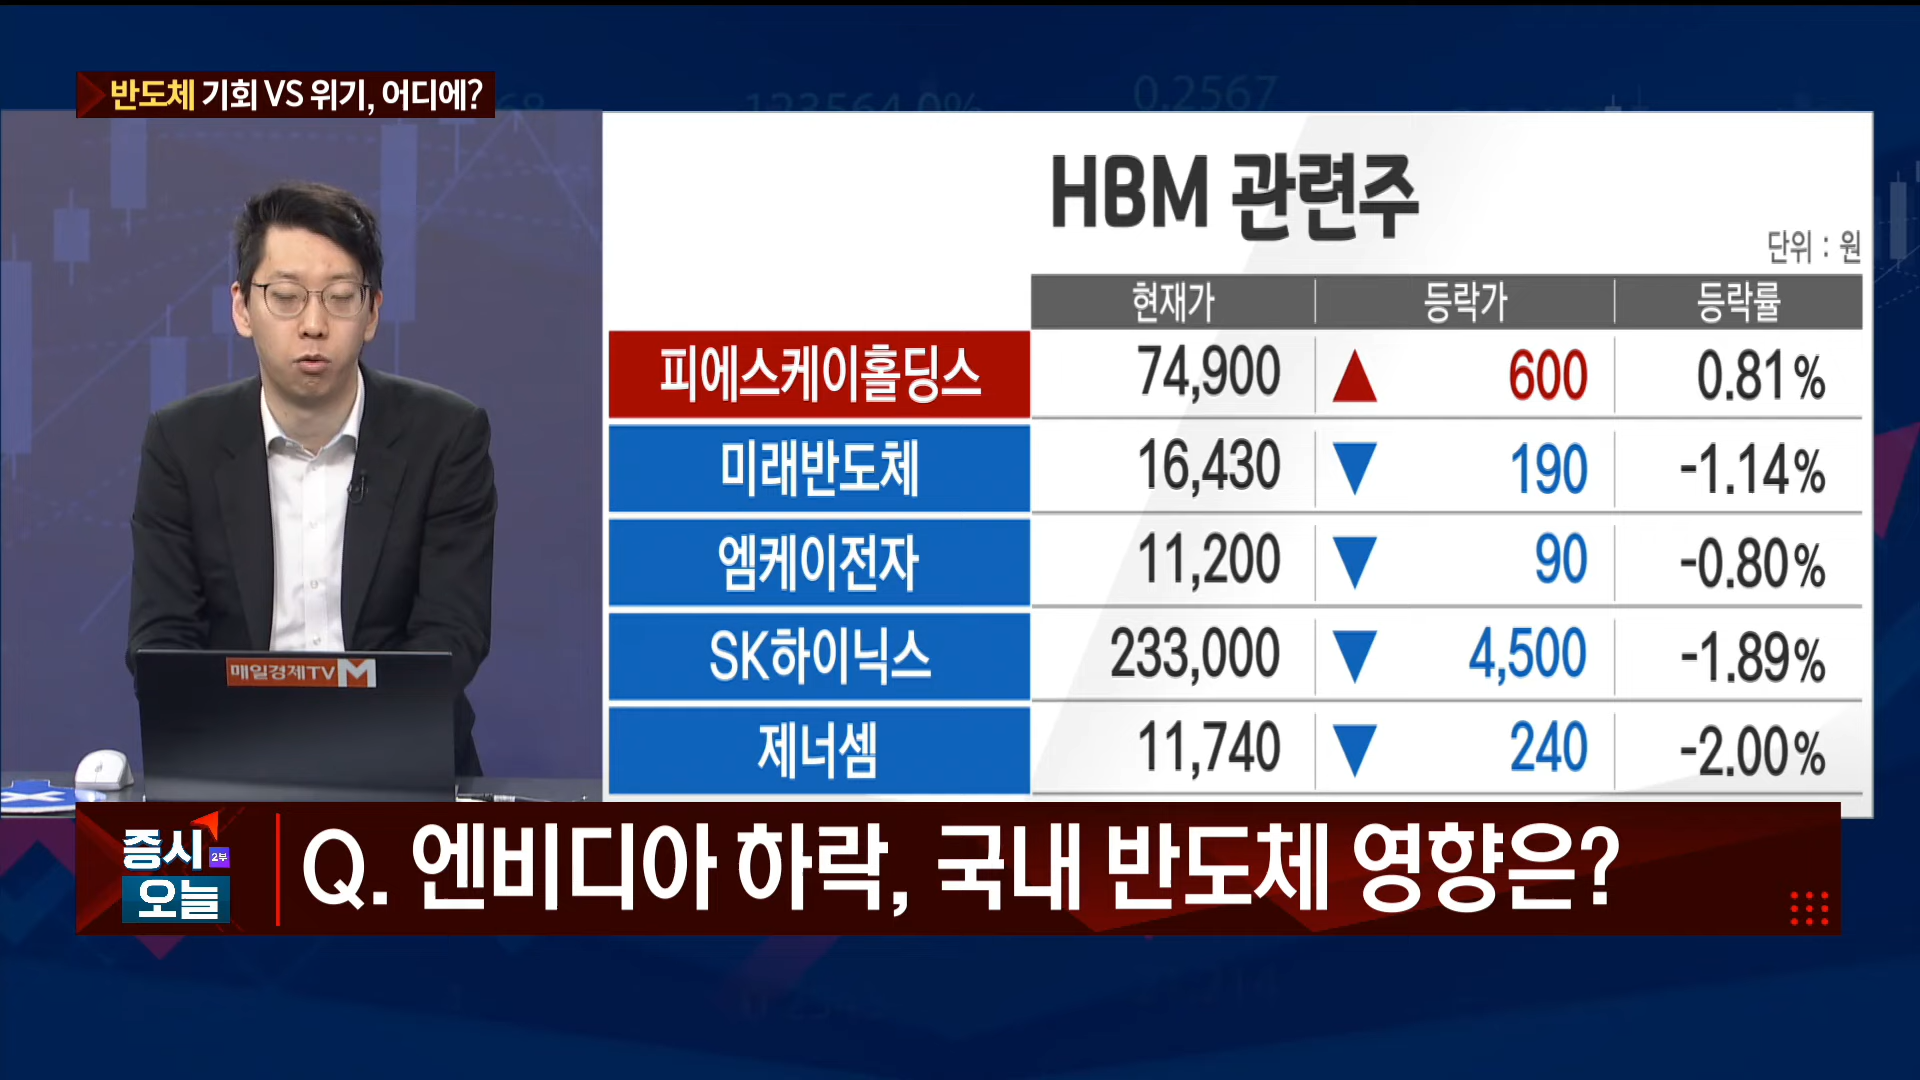 반도체 기회 VS 위기, 어디에?
HBM 관련주
단위 : 원
현재가 등락가 등락률
피에스케이홀딩스 74,900 ▲ 600 0.81%
미래반도체 16,430 ▼ 190 -1.14%
엠케이전자 11,200 ▼ 90 -0.80%
SK하이닉스 233,000 ▼ 4,500 -1.89%
제너셈 11,740 ▼ 240 -2.00%
매일경제TV M
증시 2부
오늘
Q. 엔비디아 하락, 국내 반도체 영향은?
0.2567